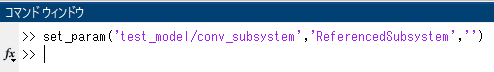 コマンド ウィンドウ
>> set_param('test_model/conv_subsystem','ReferencedSubsystem','')
fx >>